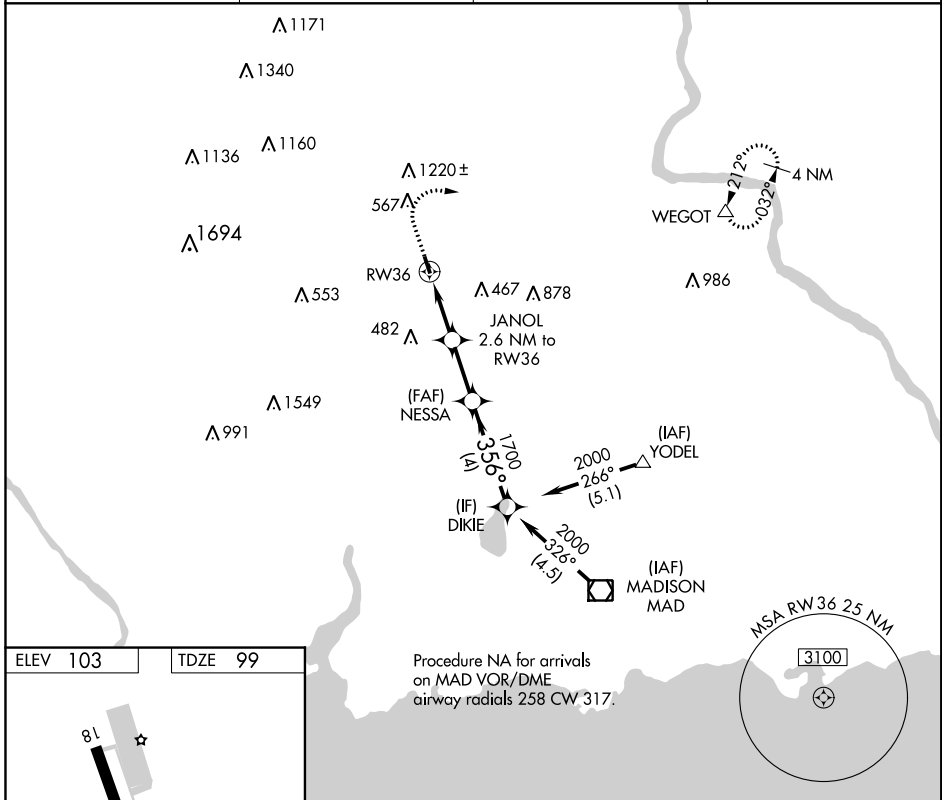 1171
1340
1160
1136
1220 ±
567
212°
4 NM
032°
WEGOT
1694
RW36
986
553
467
878
482
JANOL
2.6 NM to
RW36
(FAF)
NESSA
1549
991
1700
356°
(4)
(IAF)
YODEL
2000
266°
(5.1)
(IF)
DIKIE
2000
326°
(4.5)
(IAF)
MADISON
MAD
MSA RW36 25 NM
3100
Procedure NA for arrivals
on MAD VOR/DME
airway radials 258 CW 317.
ELEV 103
TDZE 99
18